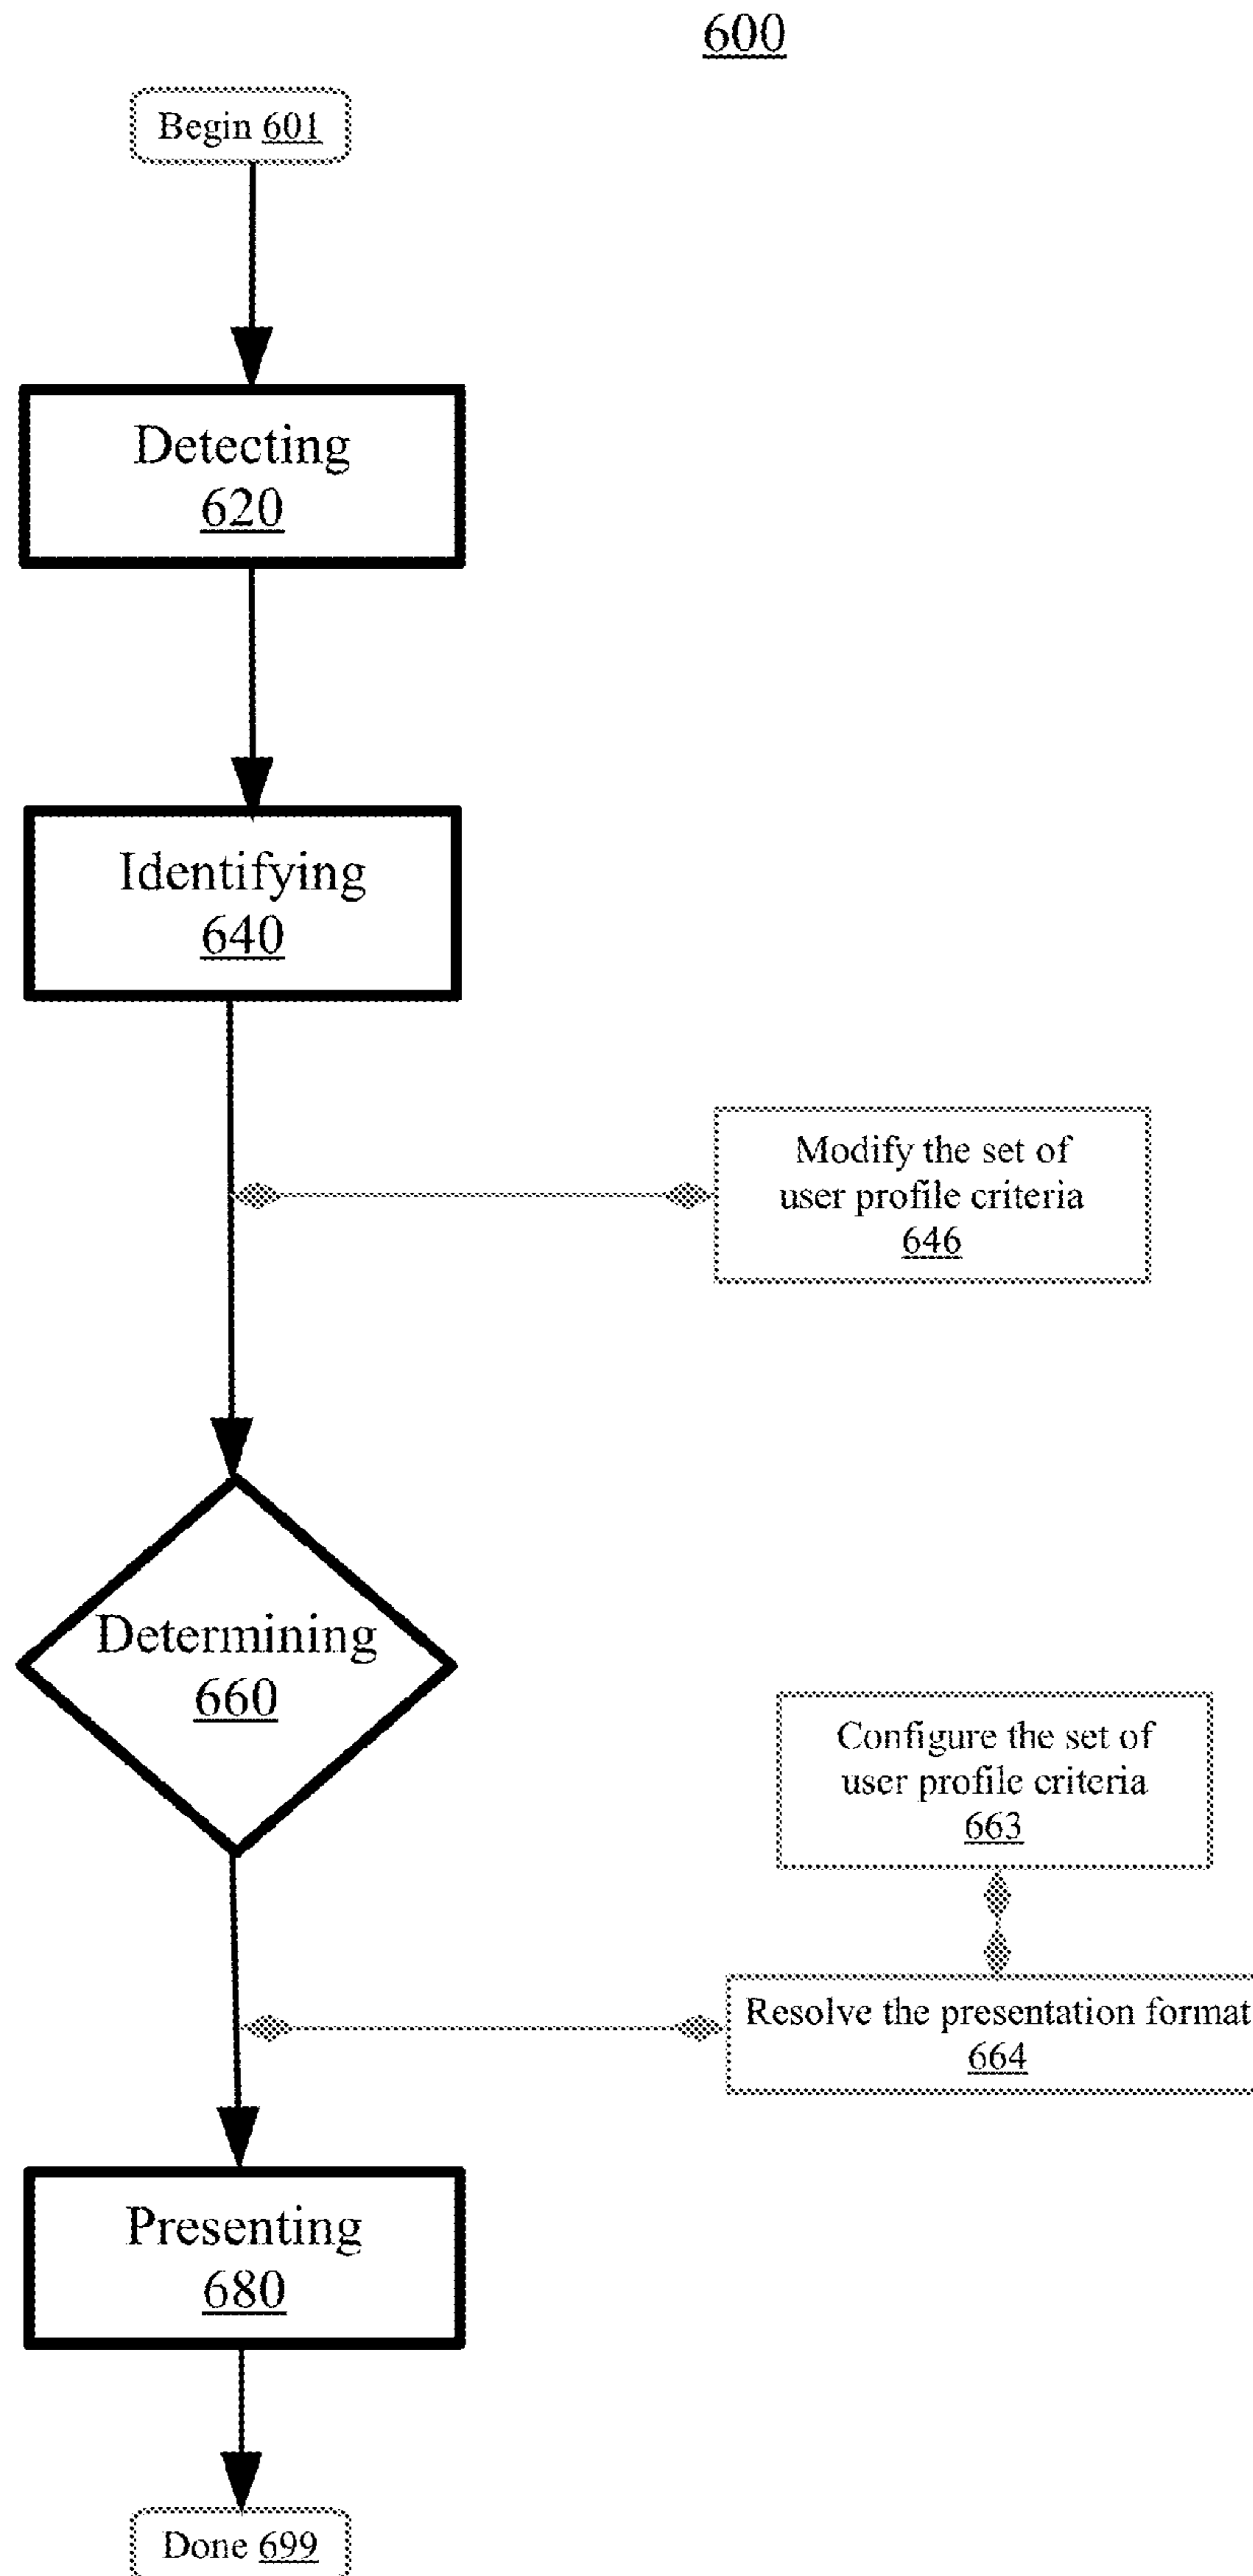 600
Begin 601
Detecting
620
Identifying
640
Modify the set of
user profile criteria
646
Determining
660
Configure the set of
user profile criteria
663
Resolve the presentation format
664
Presenting
680
Done 699